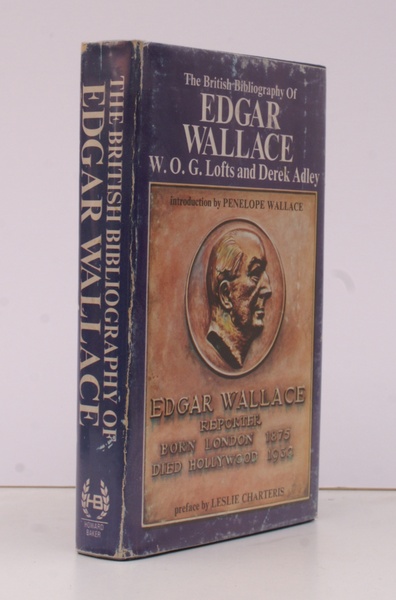 The British Bibliography Of
EDGAR
WALLACE
W. O. G. Lofts and Derek Adley
introduction by PENELOPE WALLACE
EDGAR WALLACE
REPORTER
BORN LONDON 1875
DIED HOLLYWOOD 1932
preface by LESLIE CHARTERIS
THE BRITISH BIBLIOGRAPHY OF
EDGAR WALLACE
HB
HOWARD
BAKER